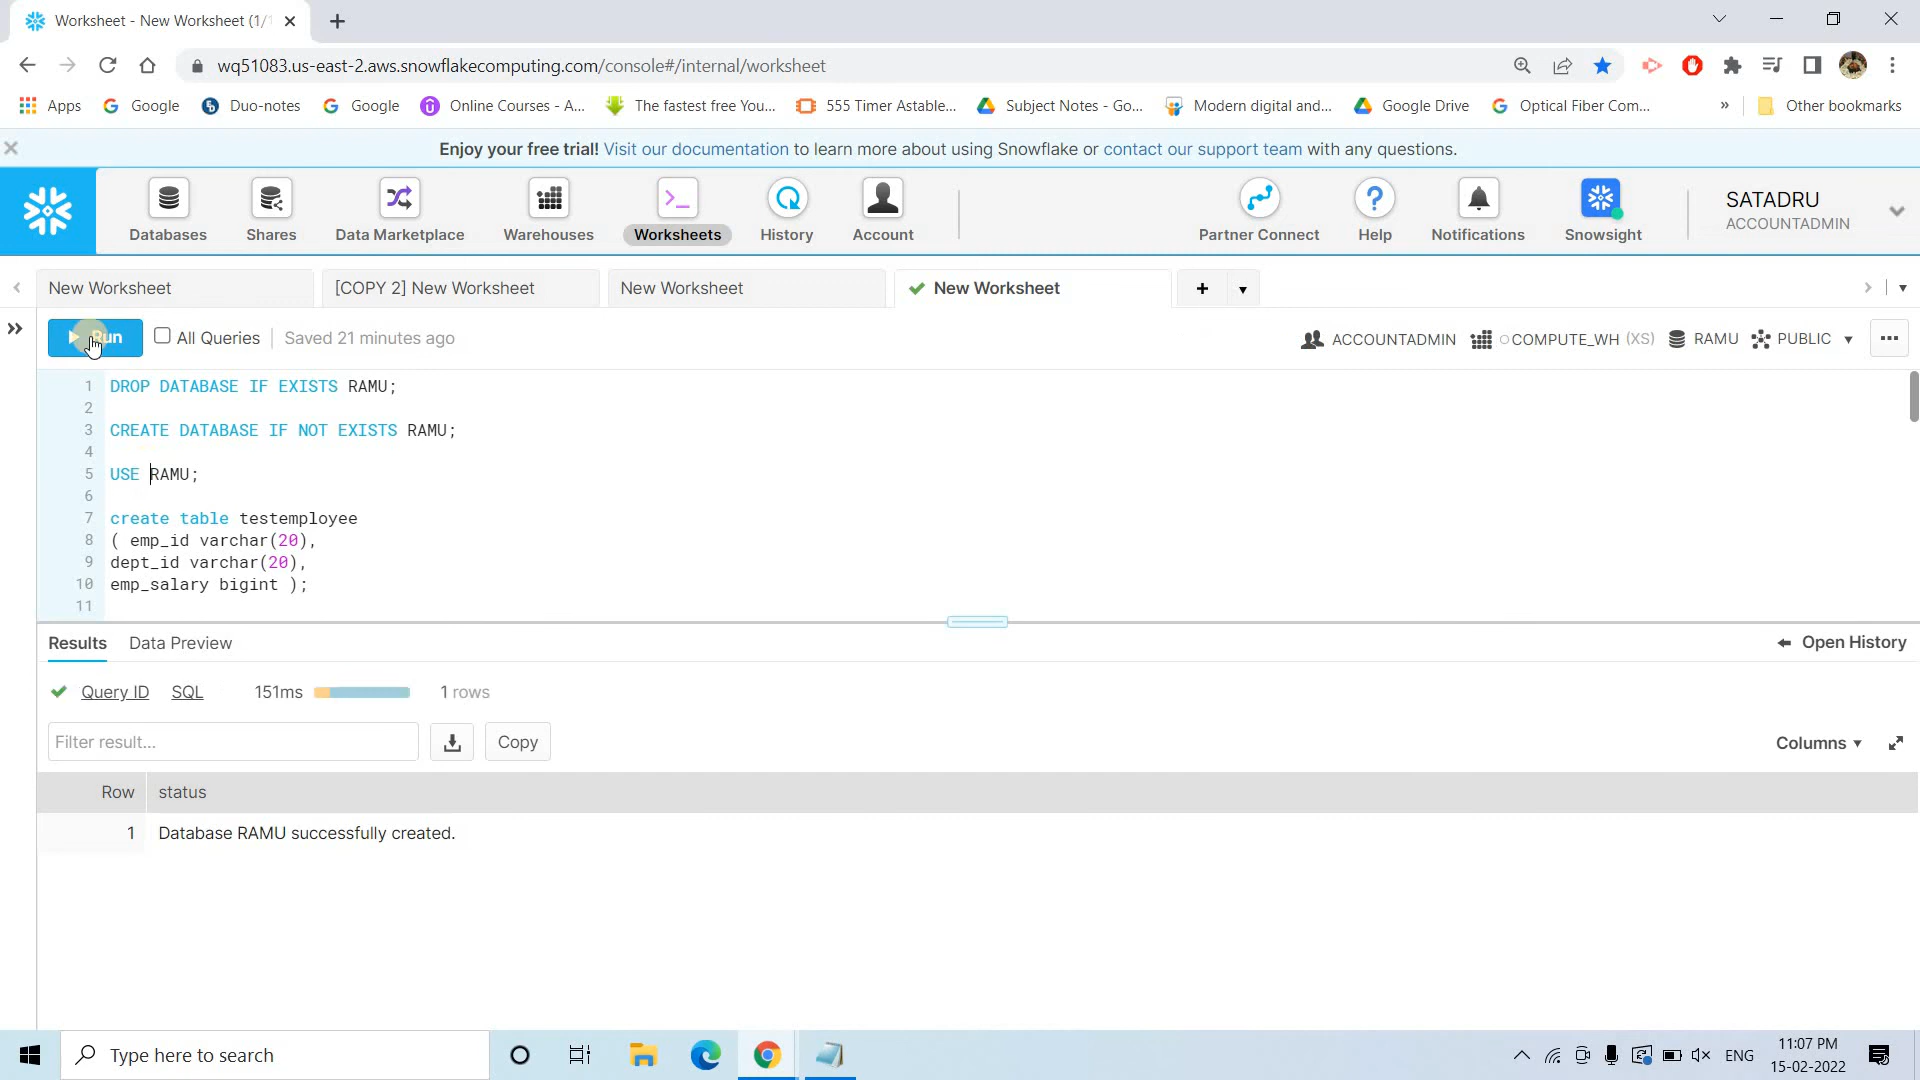 Worksheet - New Worksheet (1/1
wq51083.us-east-2.aws.snowflakecomputing.com/console#/internal/worksheet
Apps Google Duo-notes Google Online Courses - A... The fastest free You... 555 Timer Astable... Subject Notes - Go... Modern digital and... Google Drive Optical Fiber Com... » Other bookmarks
Enjoy your free trial! Visit our documentation to learn more about using Snowflake or contact our support team with any questions.
Databases Shares Data Marketplace Warehouses Worksheets History Account Partner Connect Help Notifications Snowsight
SATADRU
ACCOUNTADMIN
New Worksheet [COPY 2] New Worksheet New Worksheet New Worksheet
Run All Queries Saved 21 minutes ago ACCOUNTADMIN COMPUTE_WH (XS) RAMU PUBLIC
1 DROP DATABASE IF EXISTS RAMU;
2
3 CREATE DATABASE IF NOT EXISTS RAMU;
4
5 USE RAMU;
6
7 create table testemployee
8 ( emp_id varchar(20),
9 dept_id varchar(20),
10 emp_salary bigint );
11
Results Data Preview Open History
Query ID SQL 151ms 1 rows
Filter result... Copy Columns
Row status
1 Database RAMU successfully created.
Type here to search ENG
11:07 PM
15-02-2022